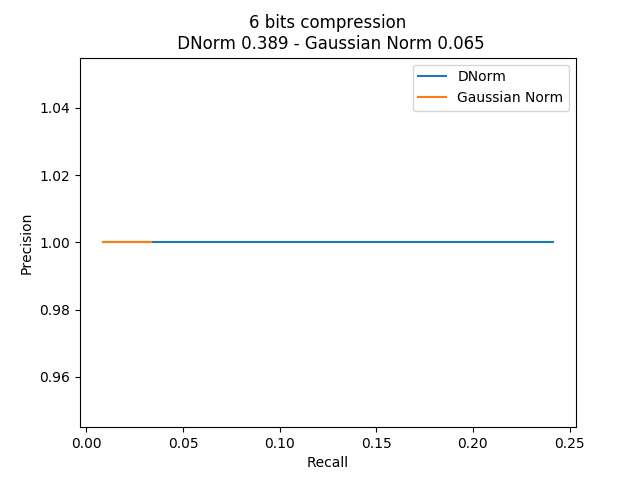 6 bits compression
DNorm 0.389 - Gaussian Norm 0.065
DNorm
Gaussian Norm
1.04
1.02
1.00
0.98
0.96
Precision
0.00 0.05 0.10 0.15 0.20 0.25
Recall